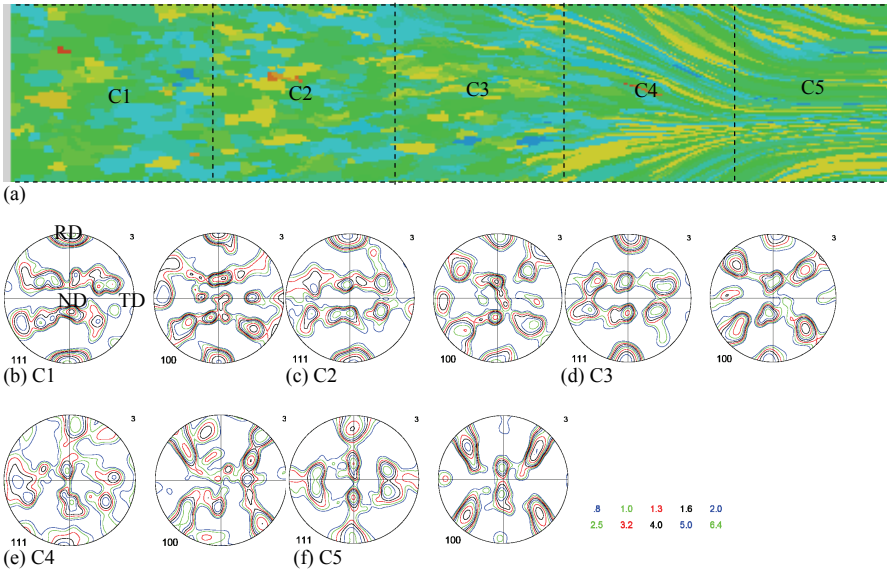 C1 C2 C3 C4 C5
(a)
RD 3 3 3 3 3 3
ND TD
111 100 111 100 111 100
(b) C1 (c) C2 (d) C3
3 3 3 3
.8 1.0 1.3 1.6 2.0
2.5 3.2 4.0 5.0 6.4
111 100 111 100
(e) C4 (f) C5